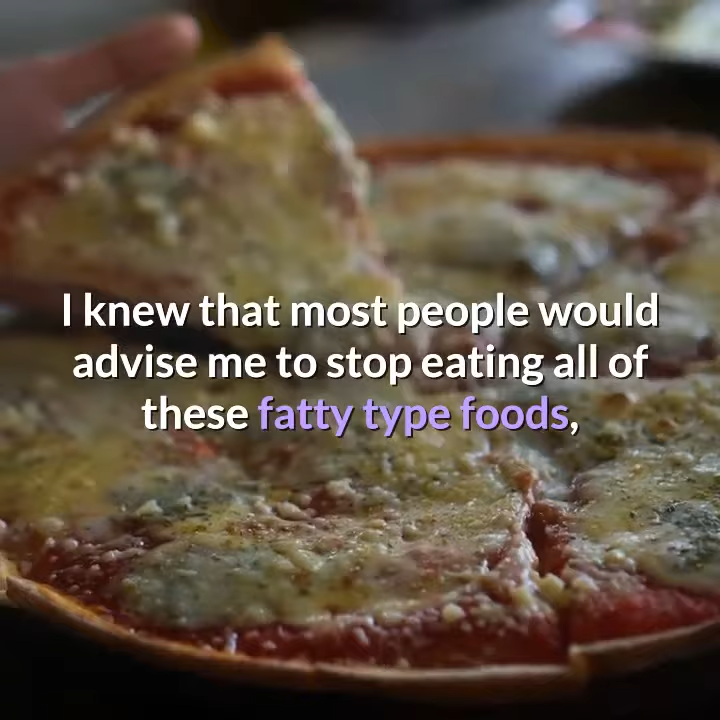 I knew that most people would
advise me to stop eating all of
these fatty type foods,